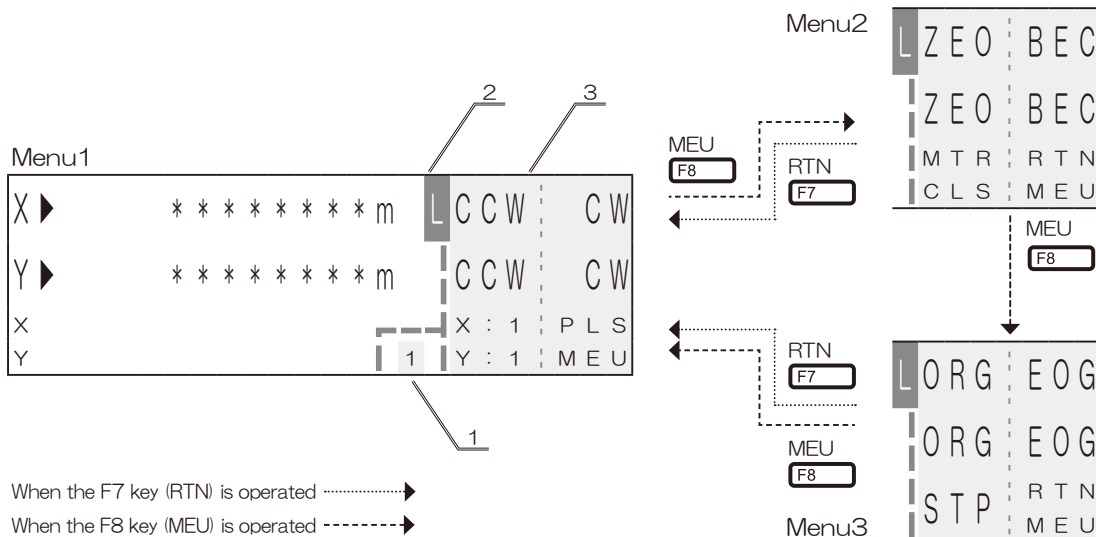 Menu2
L ZEO BEC
ZEO BEC
MTR RTN
CLS MEU
2 3
Menu1
X▶ ********m L CCW CW
Y▶ ********m CCW CW
X X:1 PLS
Y 1 Y:1 MEU
1
MEU
F8
RTN
F7
MEU
F8
RTN
F7
MEU
F8
Menu3
L ORG EOG
ORG EOG
STP RTN
MEU
When the F7 key (RTN) is operated
When the F8 key (MEU) is operated